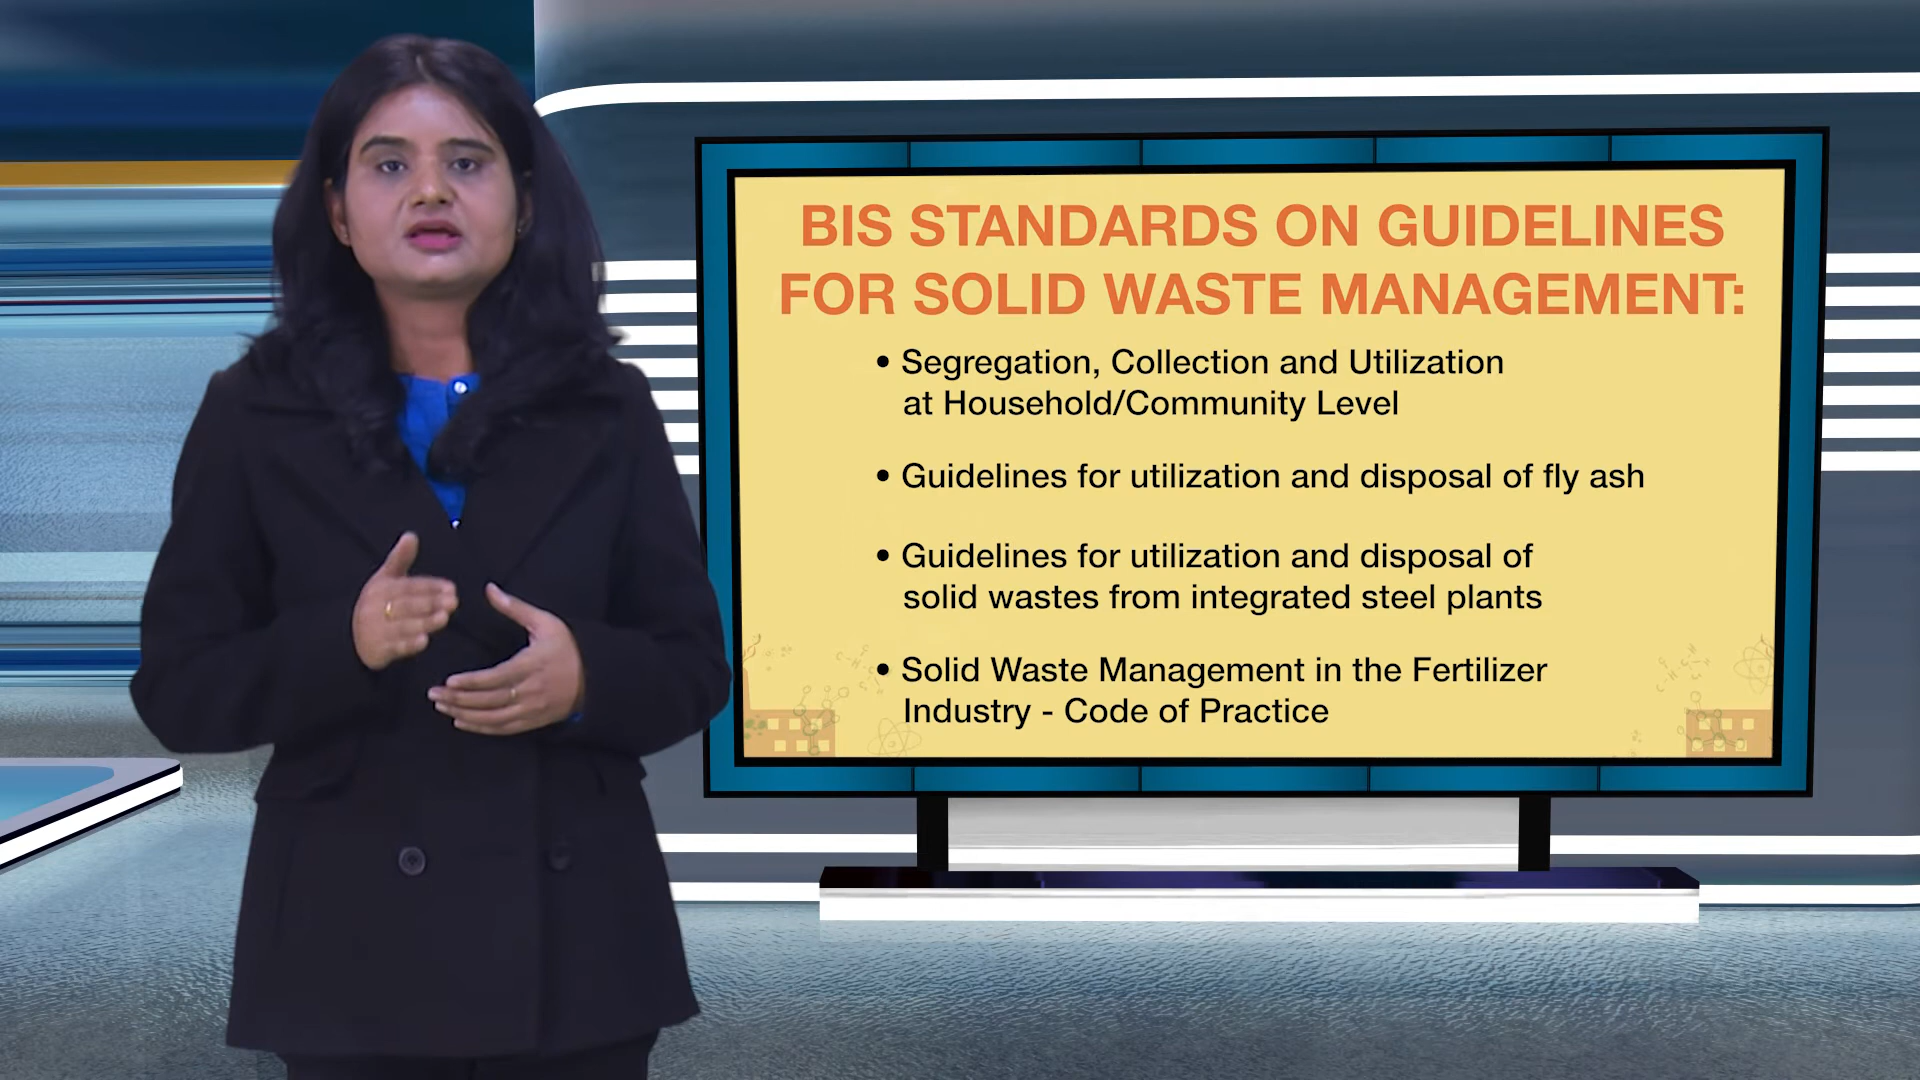 BIS STANDARDS ON GUIDELINES
FOR SOLID WASTE MANAGEMENT:
• Segregation, Collection and Utilization
at Household/Community Level
• Guidelines for utilization and disposal of fly ash
• Guidelines for utilization and disposal of
solid wastes from integrated steel plants
• Solid Waste Management in the Fertilizer
Industry - Code of Practice